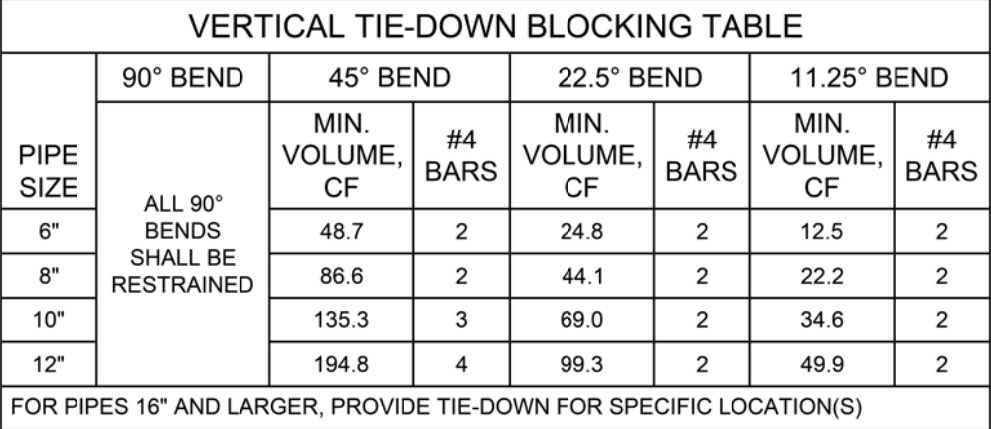 VERTICAL TIE-DOWN BLOCKING TABLE
90° BEND 45° BEND 22.5° BEND 11.25° BEND
PIPE SIZE
ALL 90°
BENDS
SHALL BE
RESTRAINED
MIN. VOLUME, CF #4 BARS MIN. VOLUME, CF #4 BARS MIN. VOLUME, CF #4 BARS
6" 48.7 2 24.8 2 12.5 2
8" 86.6 2 44.1 2 22.2 2
10" 135.3 3 69.0 2 34.6 2
12" 194.8 4 99.3 2 49.9 2
FOR PIPES 16" AND LARGER, PROVIDE TIE-DOWN FOR SPECIFIC LOCATION(S)